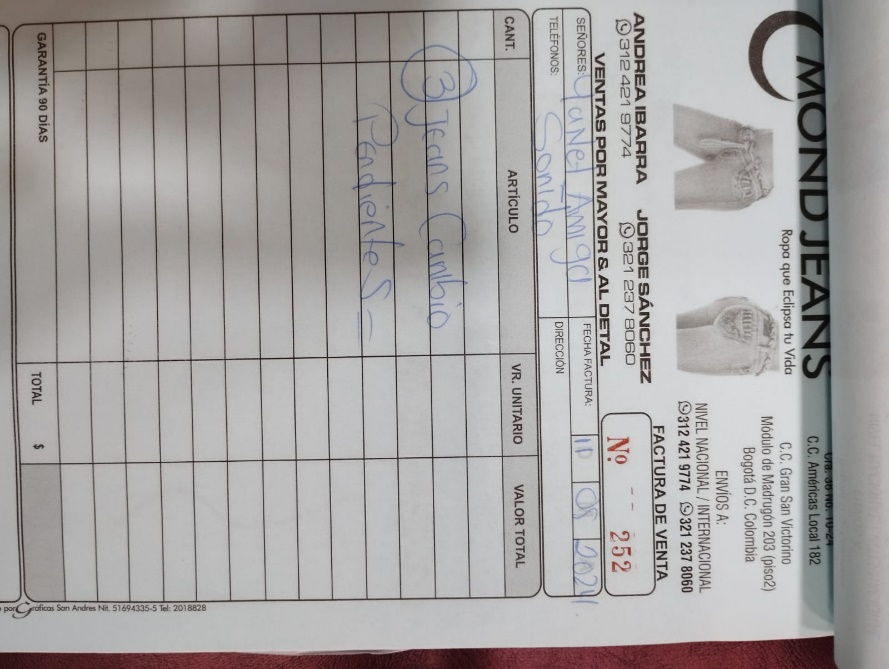 MOND JEANS
Ropa que Eclipsa tu Vida
C.C. Américas Local 182
C.C. Gran San Victorino
Módulo de Madrugón 203 (piso2)
Bogotá D.C. Colombia
ENVÍOS A:
NIVEL NACIONAL / INTERNACIONAL
312 421 9774 321 237 8060
ANDREA IBARRA JORGE SÁNCHEZ
312 421 9774 321 237 8060
VENTAS POR MAYOR & AL DETAL
FACTURA DE VENTA
Nº -- 252
SEÑORES: Yanet Amiga
FECHA FACTURA: 10 05 2024
TELÉFONOS: Sonido
DIRECCIÓN
CANT. ARTÍCULO VR. UNITARIO VALOR TOTAL
3 Jeans Cambio
Pendientes -
GARANTÍA 90 DÍAS TOTAL $
Gráficas San Andres Nit. 51694335-5 Tel: 2018828